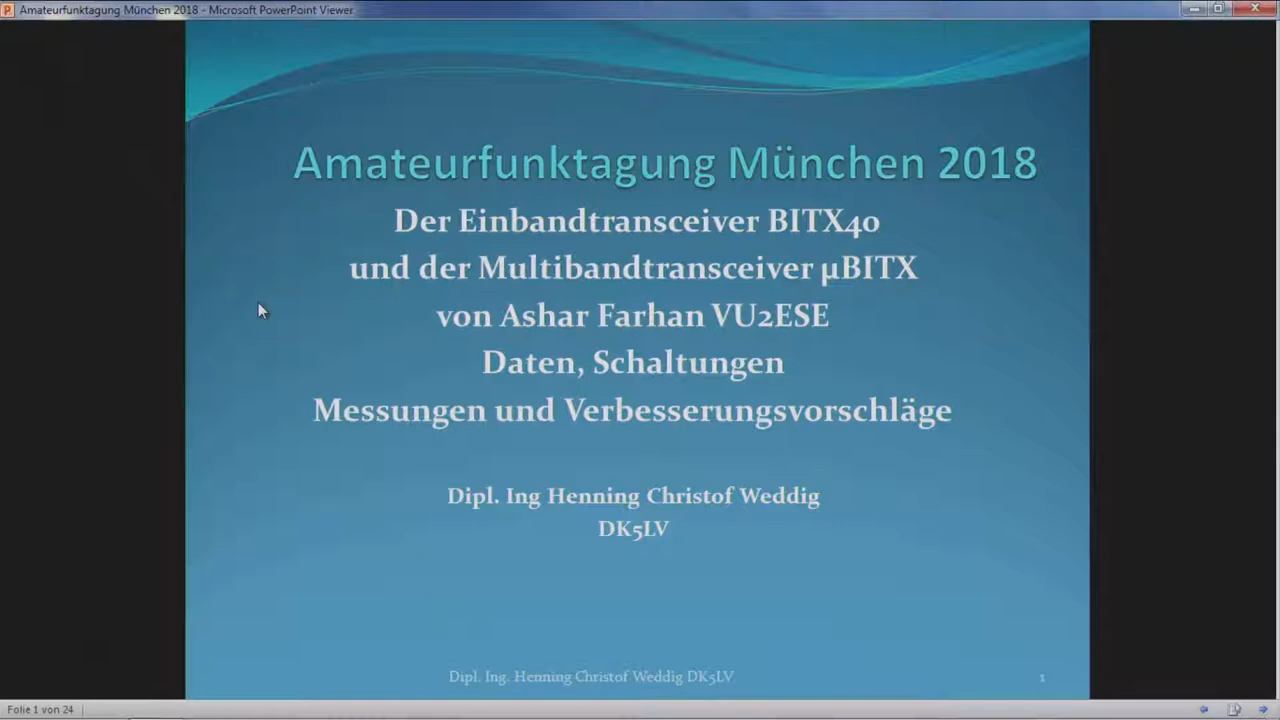 Amateurfunktagung München 2018 - Microsoft PowerPoint Viewer
Amateurfunktagung München 2018
Der Einbandtransceiver BITX40
und der Multibandtransceiver µBITX
von Ashar Farhan VU2ESE
Daten, Schaltungen
Messungen und Verbesserungsvorschläge
Dipl. Ing Henning Christof Weddig
DK5LV
Dipl. Ing. Henning Christof Weddig DK5LV
1
Folie 1 von 24